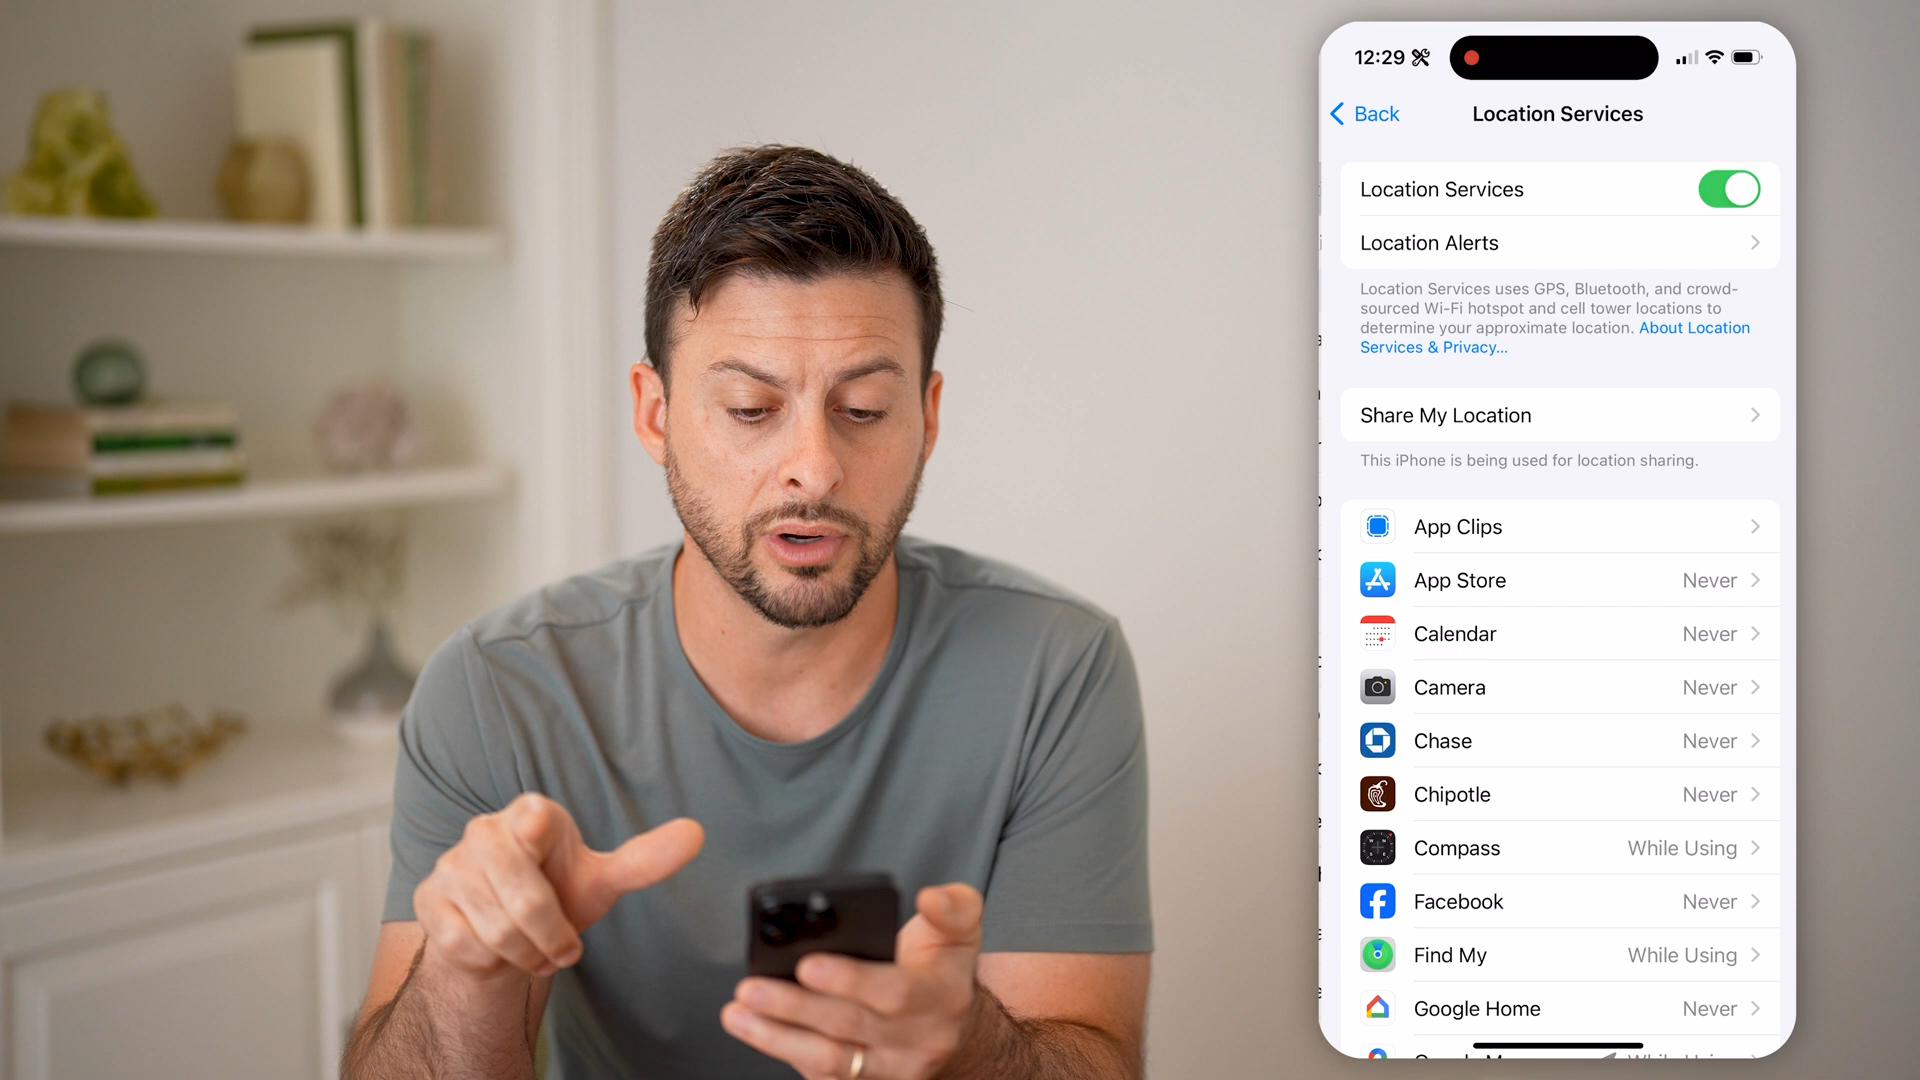 12:29
Back
Location Services
Location Services
Location Alerts
Location Services uses GPS, Bluetooth, and crowd-
sourced Wi-Fi hotspot and cell tower locations to
determine your approximate location. About Location
Services & Privacy...
Share My Location
This iPhone is being used for location sharing.
App Clips
App Store Never
Calendar Never
Camera Never
Chase Never
Chipotle Never
Compass While Using
Facebook Never
Find My While Using
Google Home Never